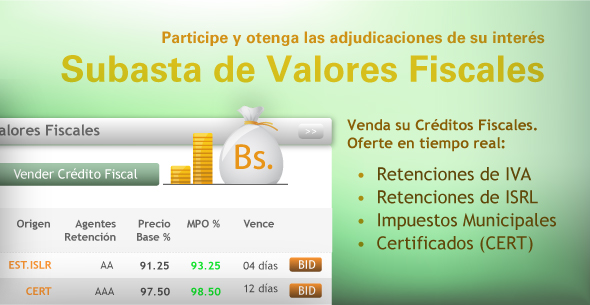 Participe y otenga las adjudicaciones de su interés
Subasta de Valores Fiscales
alores Fiscales
>>
Vender Crédito Fiscal
Bs.
Origen Agentes Retención Precio Base % MPO % Vence
EST.ISLR AA 91.25 93.25 04 días BID
CERT AAA 97.50 98.50 12 días BID
Venda su Créditos Fiscales.
Oferte en tiempo real:
• Retenciones de IVA
• Retenciones de ISRL
• Impuestos Municipales
• Certificados (CERT)